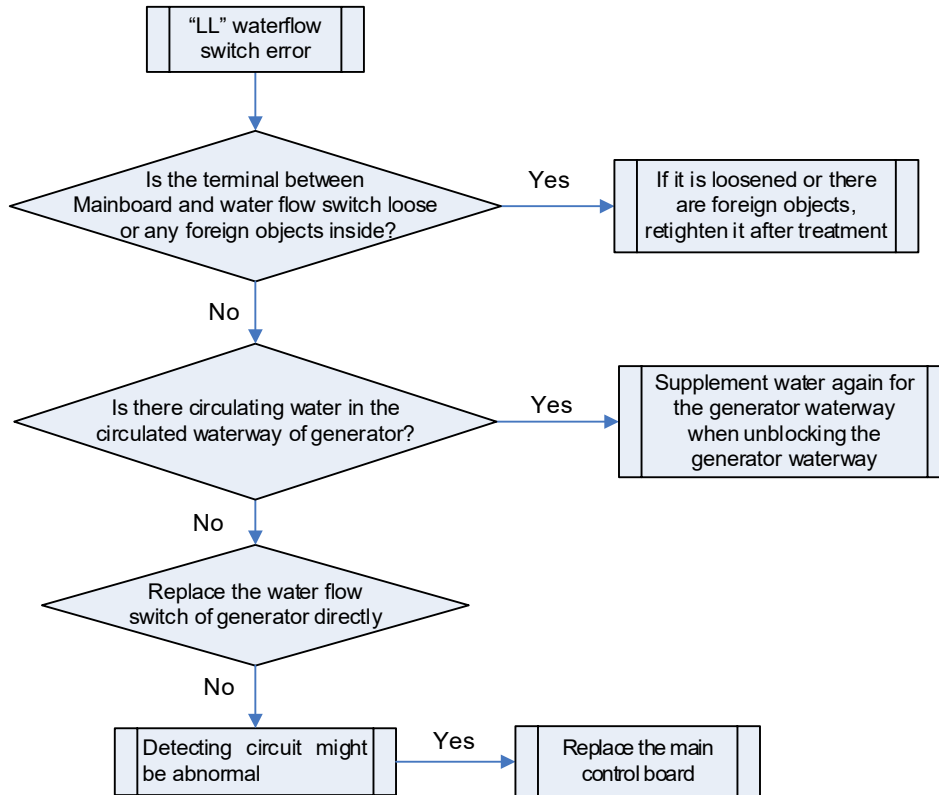 “LL” waterflow
switch error
Is the terminal between
Mainboard and water flow switch loose
or any foreign objects inside?
Yes
If it is loosened or there
are foreign objects,
retighten it after treatment
No
Is there circulating water in the
circulated waterway of generator?
Yes
Supplement water again for
the generator waterway
when unblocking the
generator waterway
No
Replace the water flow
switch of generator directly
No
Detecting circuit might
be abnormal
Yes
Replace the main
control board